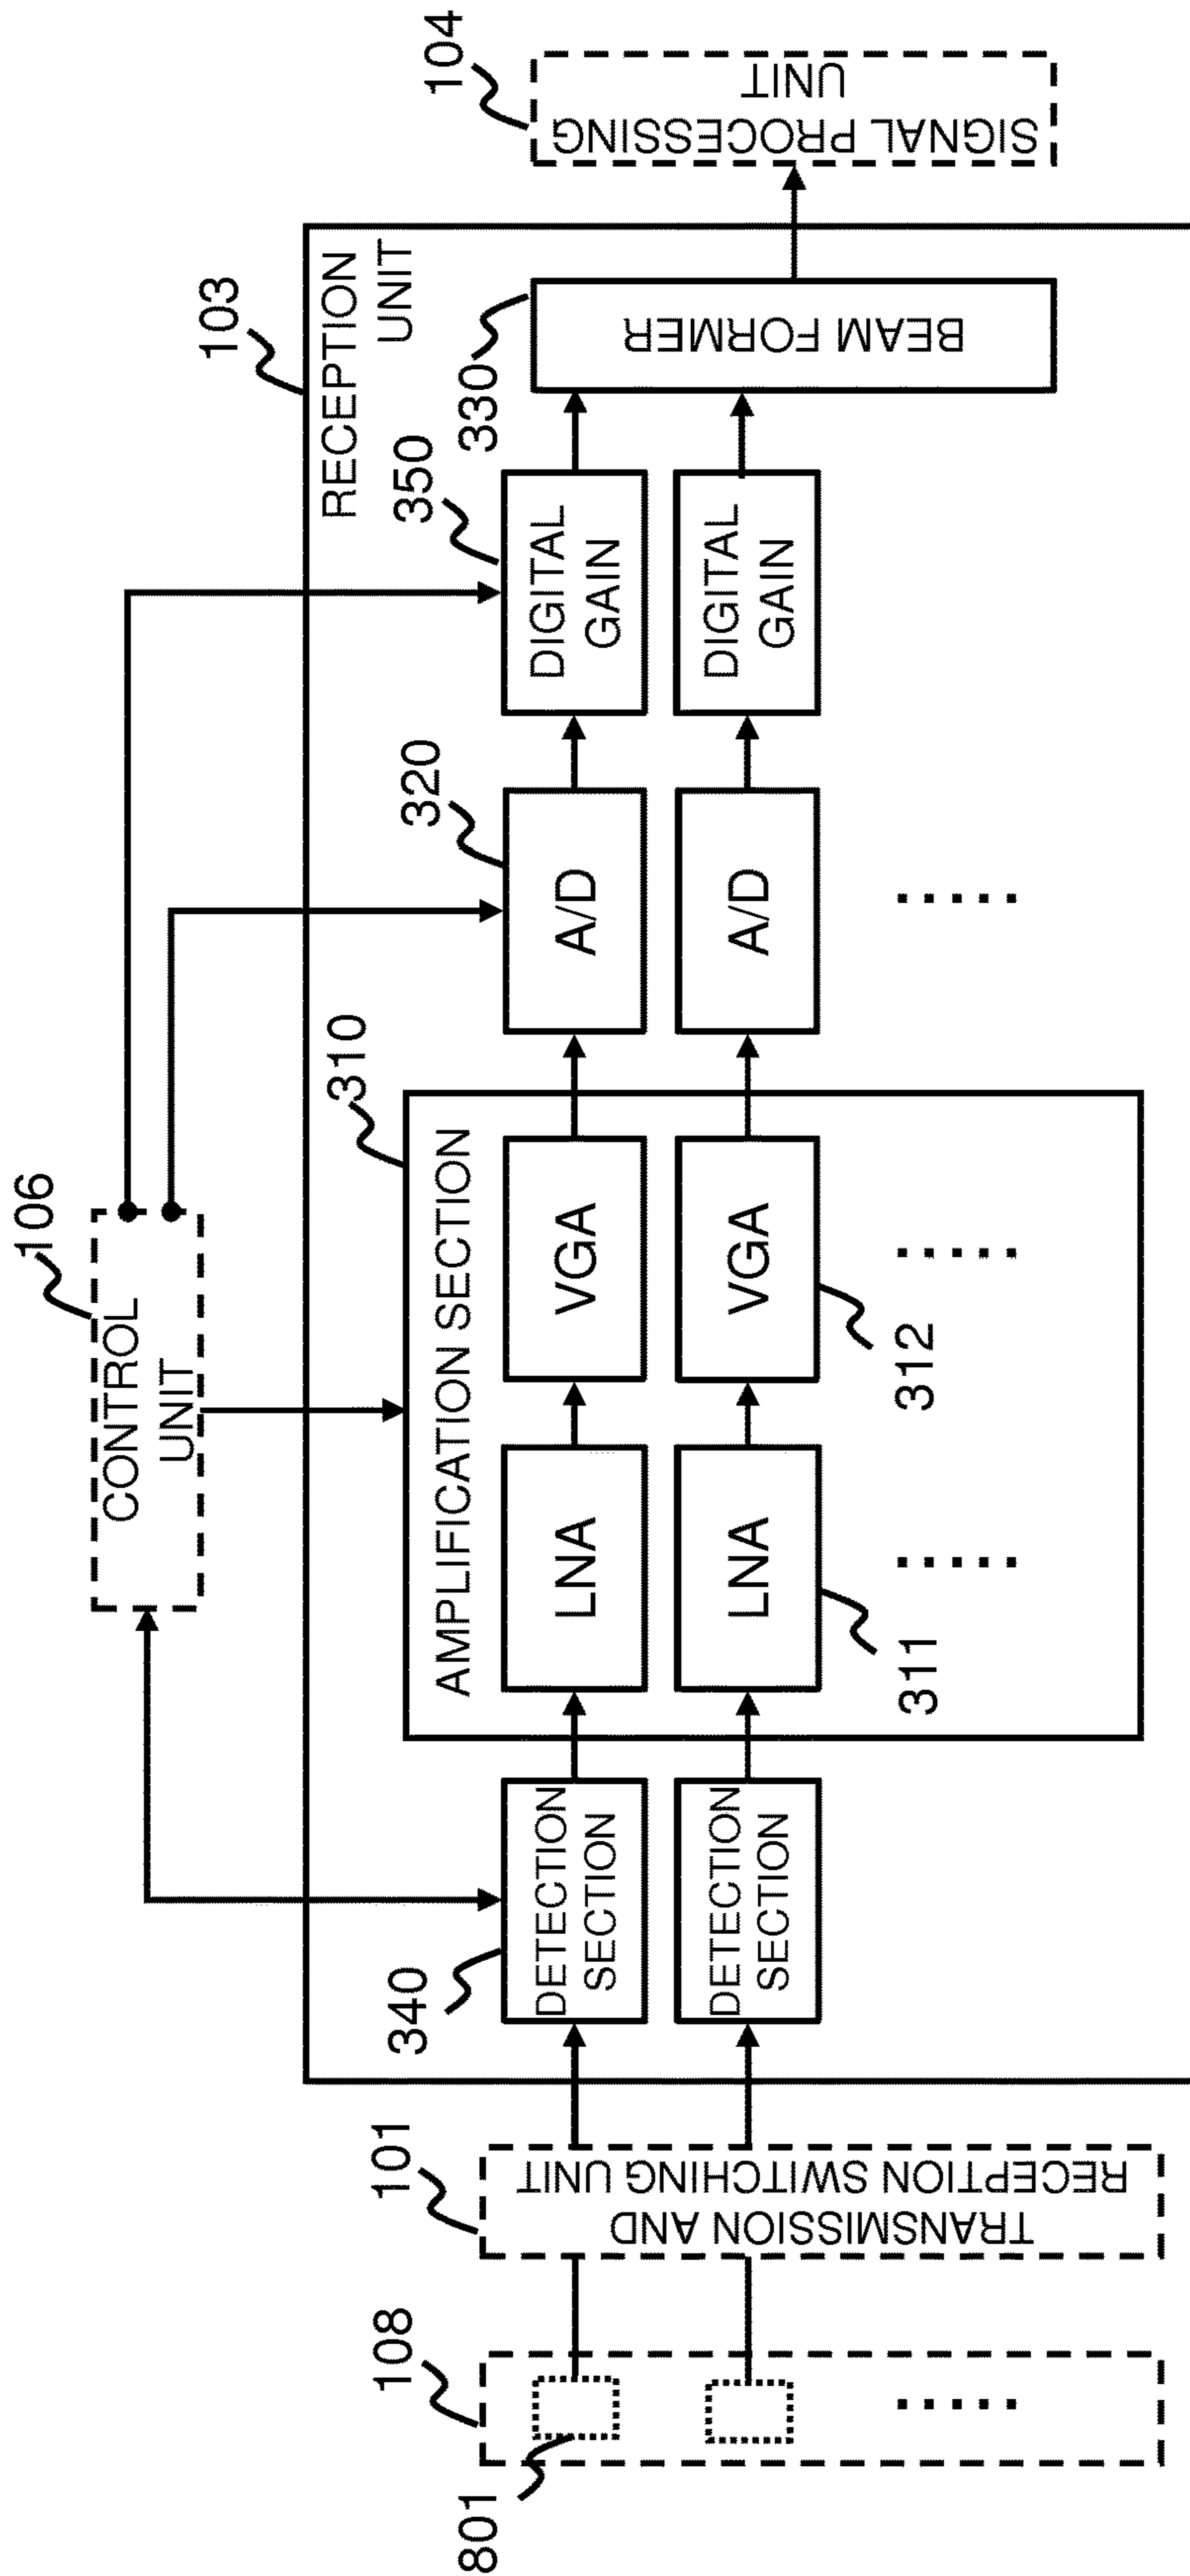 106
CONTROL
UNIT
103
RECEPTION
UNIT
104
SIGNAL PROCESSING
UNIT
108
801
101
TRANSMISSION AND
RECEPTION SWITCHING UNIT
340
DETECTION
SECTION
DETECTION
SECTION
310
AMPLIFICATION SECTION
LNA
VGA
LNA
VGA
311
312
320
A/D
A/D
350
DIGITAL
GAIN
DIGITAL
GAIN
330
BEAM FORMER